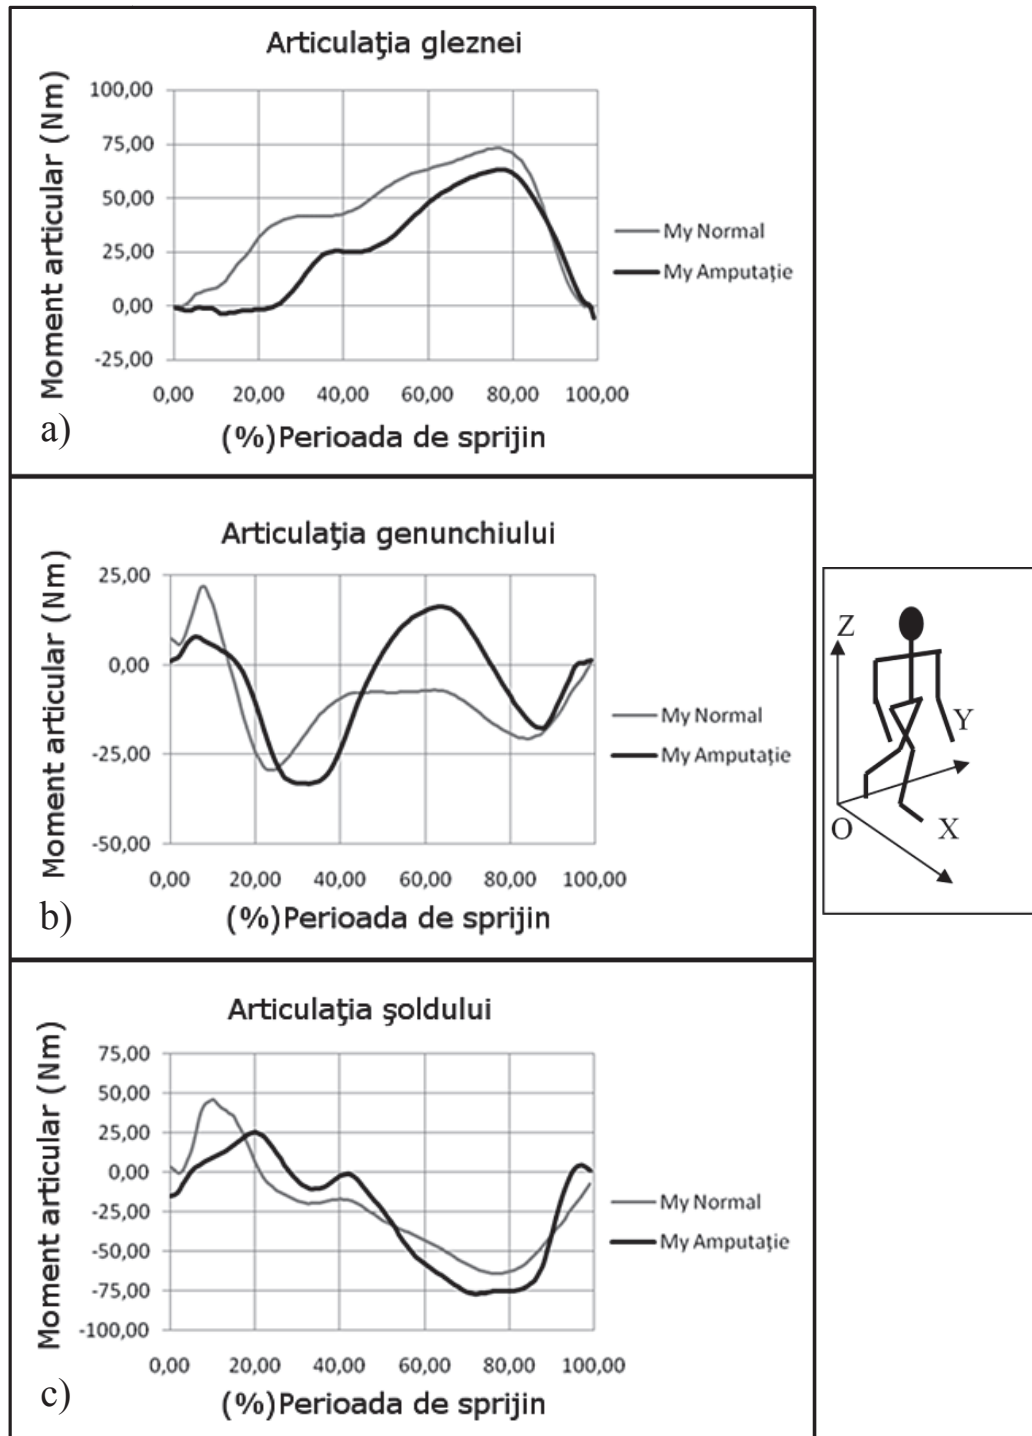 Articulaţia gleznei
Moment articular (Nm)
100,00
75,00
50,00
25,00
0,00
-25,00
0,00 20,00 40,00 60,00 80,00 100,00
My Normal
My Amputaţie
a)
(%)Perioada de sprijin
Articulaţia genunchiului
Moment articular (Nm)
25,00
0,00
-25,00
-50,00
0,00 20,00 40,00 60,00 80,00 100,00
My Normal
My Amputaţie
b)
(%)Perioada de sprijin
Z
Y
O
X
Articulaţia şoldului
Moment articular (Nm)
75,00
50,00
25,00
0,00
-25,00
-50,00
-75,00
-100,00
0,00 20,00 40,00 60,00 80,00 100,00
My Normal
My Amputaţie
c)
(%)Perioada de sprijin